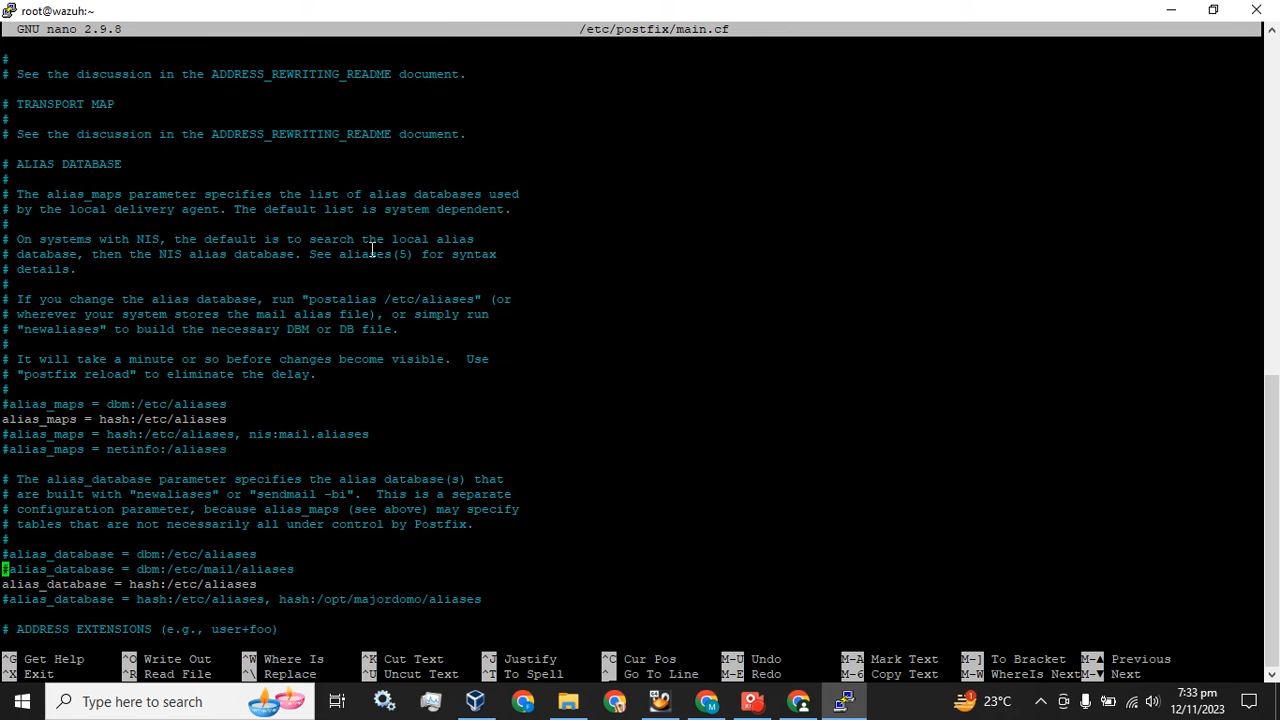 root@wazuh:~
GNU nano 2.9.8 /etc/postfix/main.cf
#
# See the discussion in the ADDRESS_REWRITING_README document.
# TRANSPORT MAP
#
# See the discussion in the ADDRESS_REWRITING_README document.
# ALIAS DATABASE
#
# The alias_maps parameter specifies the list of alias databases used
# by the local delivery agent. The default list is system dependent.
#
# On systems with NIS, the default is to search the local alias
# database, then the NIS alias database. See aliases(5) for syntax
# details.
#
# If you change the alias database, run "postalias /etc/aliases" (or
# wherever your system stores the mail alias file), or simply run
# "newaliases" to build the necessary DBM or DB file.
#
# It will take a minute or so before changes become visible.  Use
# "postfix reload" to eliminate the delay.
#
#alias_maps = dbm:/etc/aliases
alias_maps = hash:/etc/aliases
#alias_maps = hash:/etc/aliases, nis:mail.aliases
#alias_maps = netinfo:/aliases
# The alias_database parameter specifies the alias database(s) that
# are built with "newaliases" or "sendmail -bi".  This is a separate
# configuration parameter, because alias_maps (see above) may specify
# tables that are not necessarily all under control by Postfix.
#
#alias_database = dbm:/etc/aliases
#alias_database = dbm:/etc/mail/aliases
alias_database = hash:/etc/aliases
#alias_database = hash:/etc/aliases, hash:/opt/majordomo/aliases
# ADDRESS EXTENSIONS (e.g., user+foo)
^G Get Help ^O Write Out ^W Where Is ^K Cut Text ^J Justify ^C Cur Pos M-U Undo M-A Mark Text M-] To Bracket M-▲ Previous
^X Exit ^R Read File ^\ Replace ^U Uncut Text ^T To Spell ^_ Go To Line M-E Redo M-6 Copy Text M-W WhereIs Next M-▼ Next
Type here to search 23°C 7:33 pm
12/11/2023